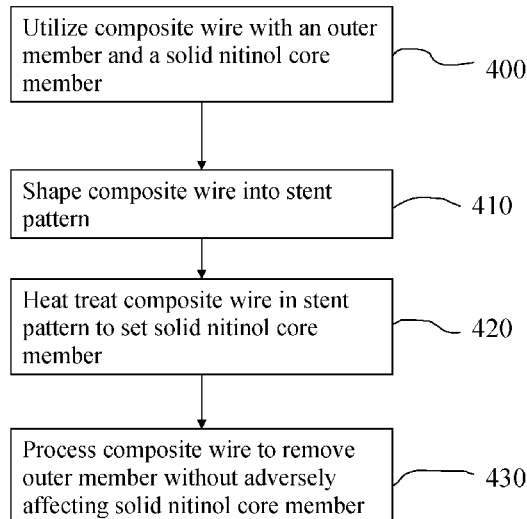 Utilize composite wire with an outer
member and a solid nitinol core
member
400
Shape composite wire into stent
pattern
410
Heat treat composite wire in stent
pattern to set solid nitinol core
member
420
Process composite wire to remove
outer member without adversely
affecting solid nitinol core member
430